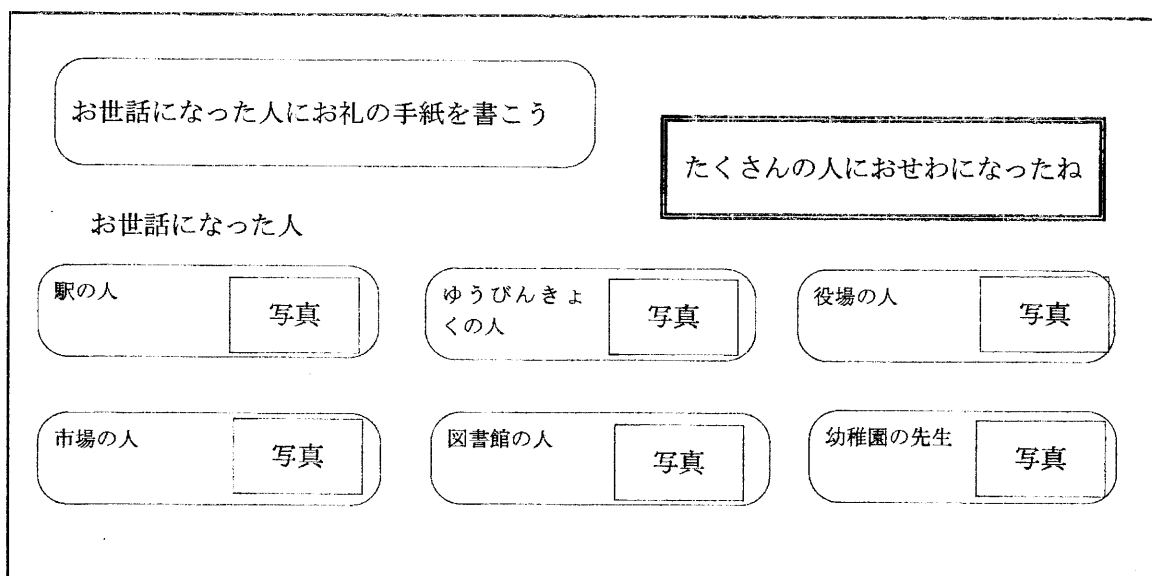 お世話になった人にお礼の手紙を書こう
たくさんの人におせわになったね
お世話になった人
駅の人
写真
ゆうびんきょ
くの人
写真
役場の人
写真
市場の人
写真
図書館の人
写真
幼稚園の先生
写真